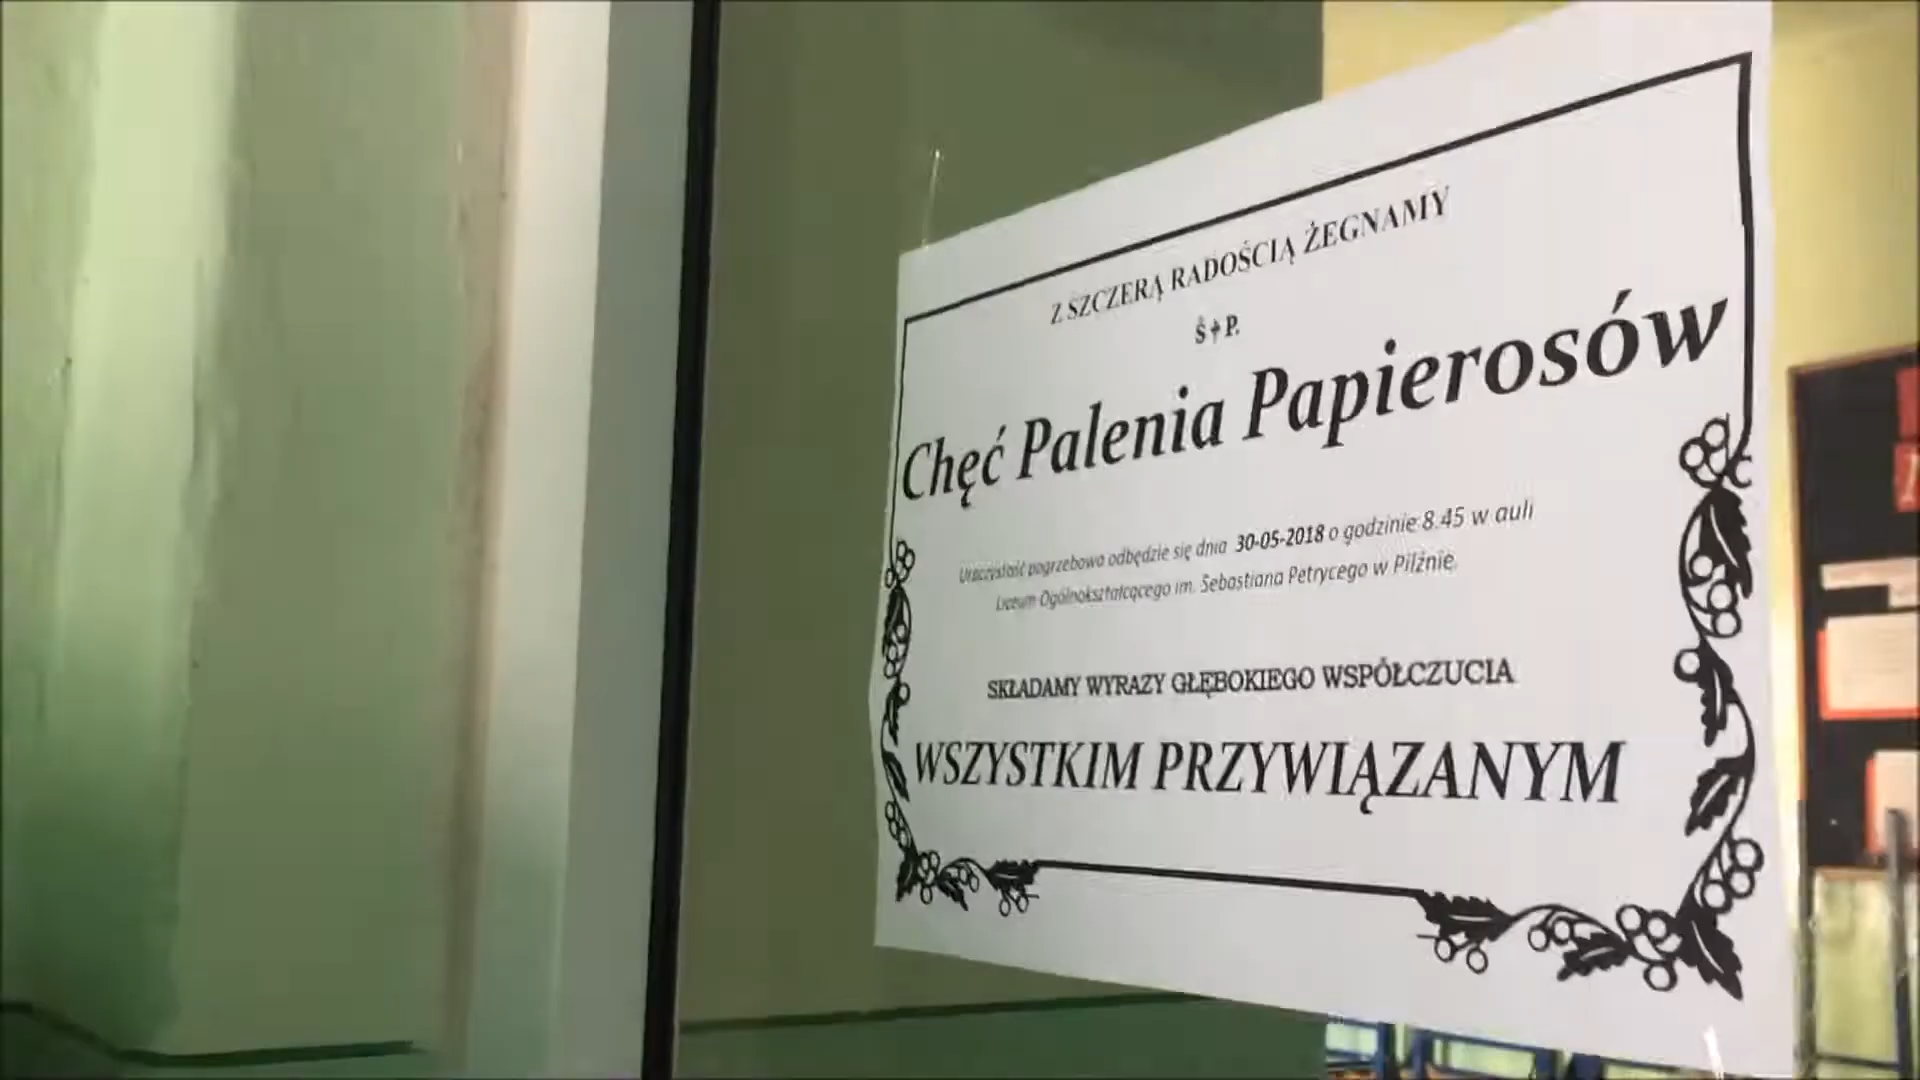 Z SZCZERĄ RADOŚCIĄ ŻEGNAMY
Ś✝P.
Chęć Palenia Papierosów
Uroczystość pogrzebowa odbędzie się dnia 30-05-2018 o godzinie 8.45 w auli
Liceum Ogólnokształcącego im. Sebastiana Petrycego w Pilźnie.
SKŁADAMY WYRAZY GŁĘBOKIEGO WSPÓŁCZUCIA
WSZYSTKIM PRZYWIĄZANYM